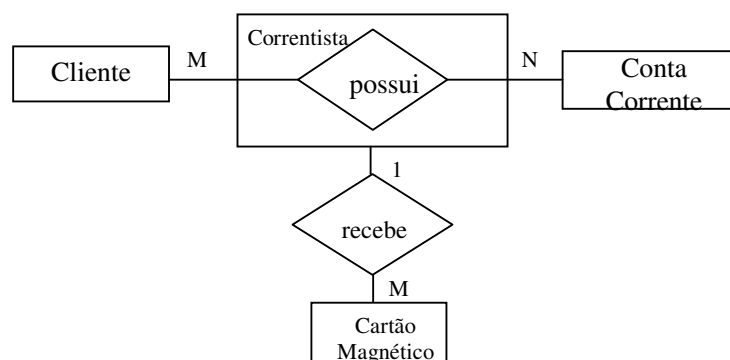 Correntista
Cliente
M
possui
N
Conta
Corrente
1
recebe
M
Cartão
Magnético